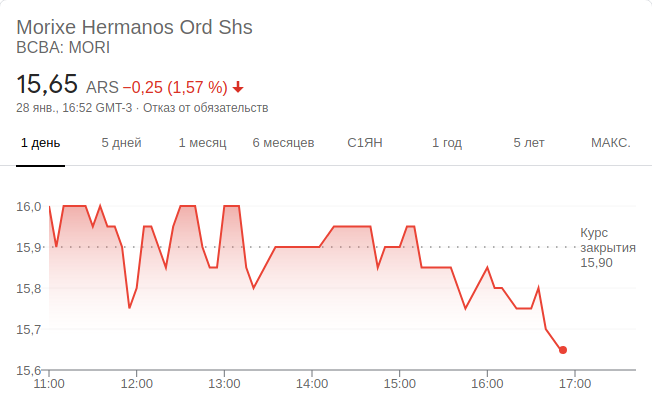 Morixe Hermanos Ord Shs
BCBA: MORI
15,65 ARS −0,25 (1,57 %)
28 янв., 16:52 GMT-3 · Отказ от обязательств
1 день 5 дней 1 месяц 6 месяцев С1ЯН 1 год 5 лет МАКС.
16,0
15,9
15,8
15,7
15,6
Курс
закрытия
15,90
11:00 12:00 13:00 14:00 15:00 16:00 17:00